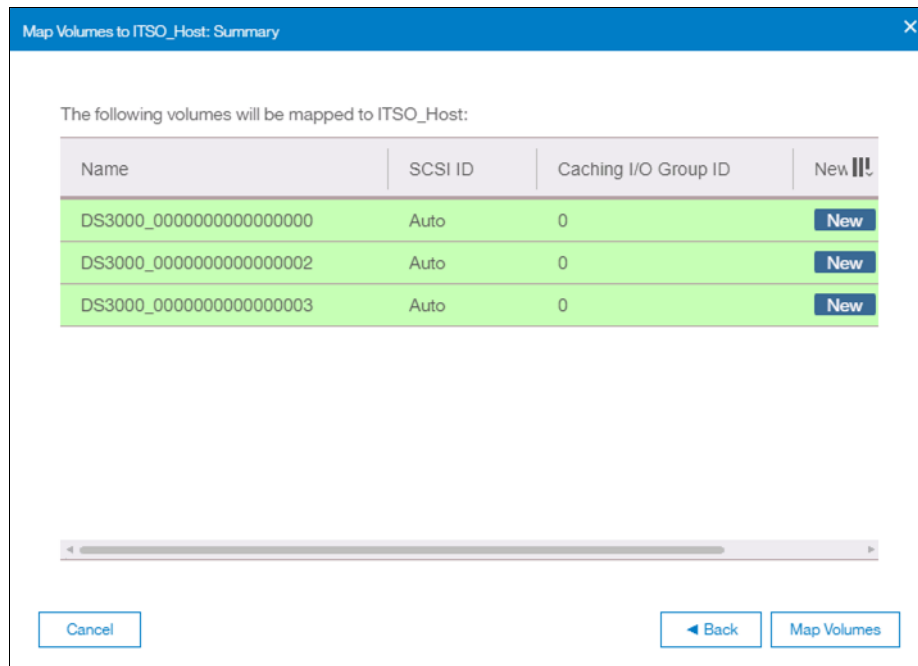 Map Volumes to ITSO_Host: Summary
The following volumes will be mapped to ITSO_Host:
Name SCSI ID Caching I/O Group ID New
DS3000_0000000000000000 Auto 0 New
DS3000_0000000000000002 Auto 0 New
DS3000_0000000000000003 Auto 0 New
Cancel Back Map Volumes